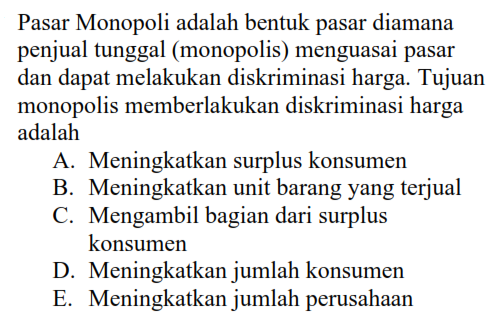 Pasar Monopoli adalah bentuk pasar diamana
penjual tunggal (monopolis) menguasai pasar
dan dapat melakukan diskriminasi harga. Tujuan
monopolis memberlakukan diskriminasi harga
adalah
A. Meningkatkan surplus konsumen
B. Meningkatkan unit barang yang terjual
C. Mengambil bagian dari surplus
konsumen
D. Meningkatkan jumlah konsumen
E. Meningkatkan jumlah perusahaan